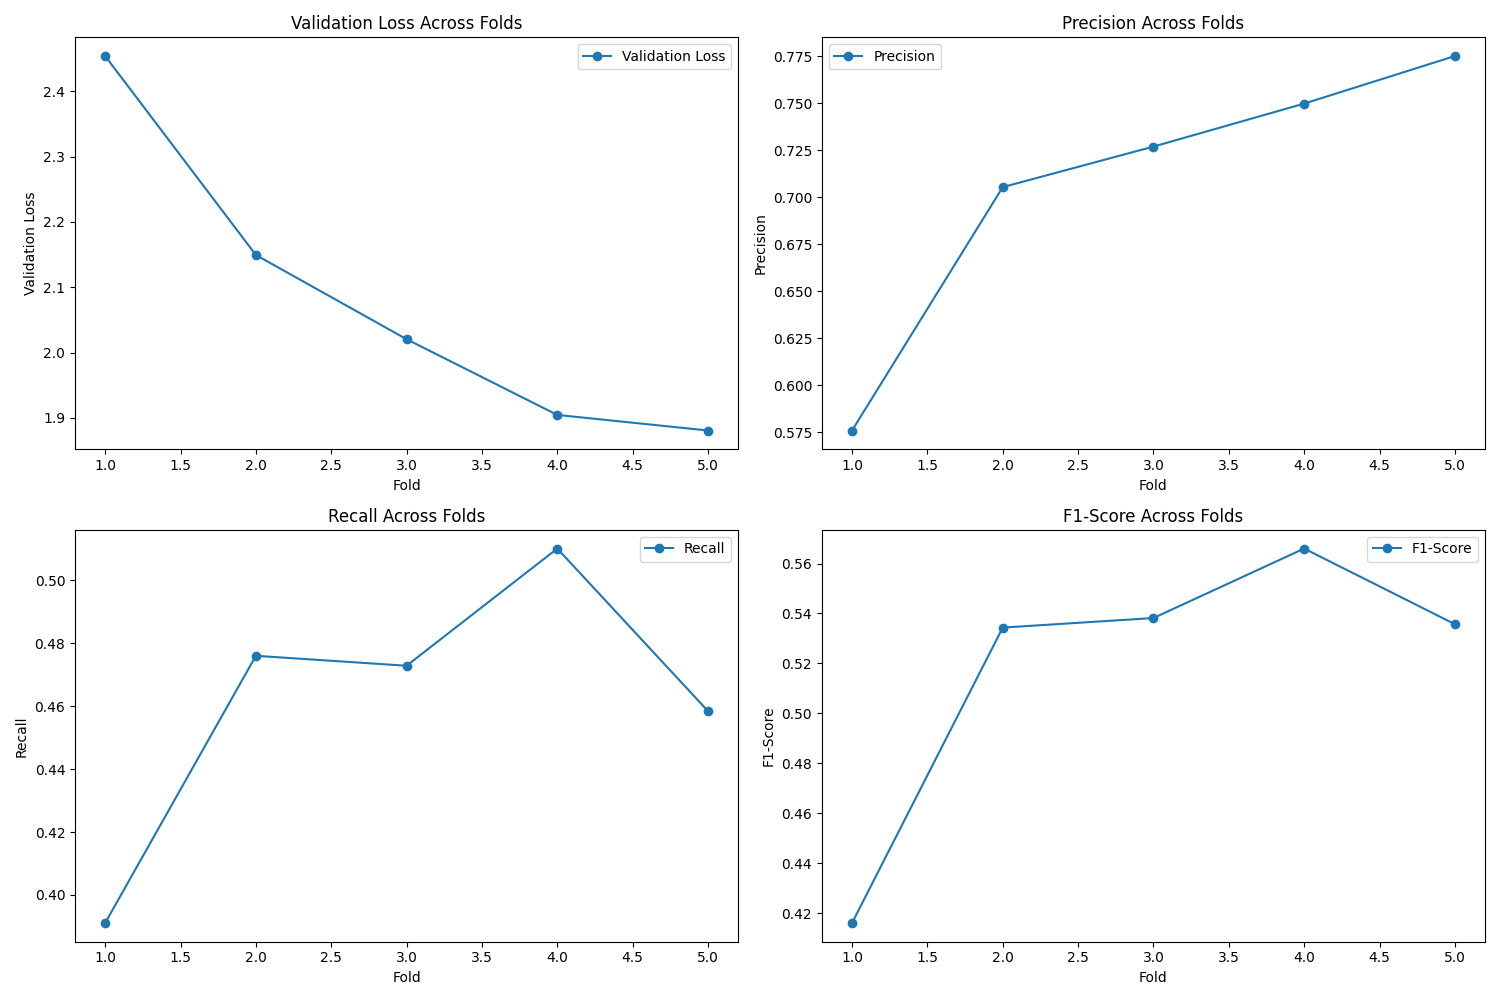 Validation Loss Across Folds
Validation Loss
2.4
2.3
2.2
2.1
2.0
1.9
Validation Loss
1.0 1.5 2.0 2.5 3.0 3.5 4.0 4.5 5.0
Fold
Precision Across Folds
Precision
0.775
0.750
0.725
0.700
0.675
0.650
0.625
0.600
0.575
Precision
1.0 1.5 2.0 2.5 3.0 3.5 4.0 4.5 5.0
Fold
Recall Across Folds
Recall
0.50
0.48
0.46
0.44
0.42
0.40
Recall
1.0 1.5 2.0 2.5 3.0 3.5 4.0 4.5 5.0
Fold
F1-Score Across Folds
F1-Score
0.56
0.54
0.52
0.50
0.48
0.46
0.44
0.42
F1-Score
1.0 1.5 2.0 2.5 3.0 3.5 4.0 4.5 5.0
Fold